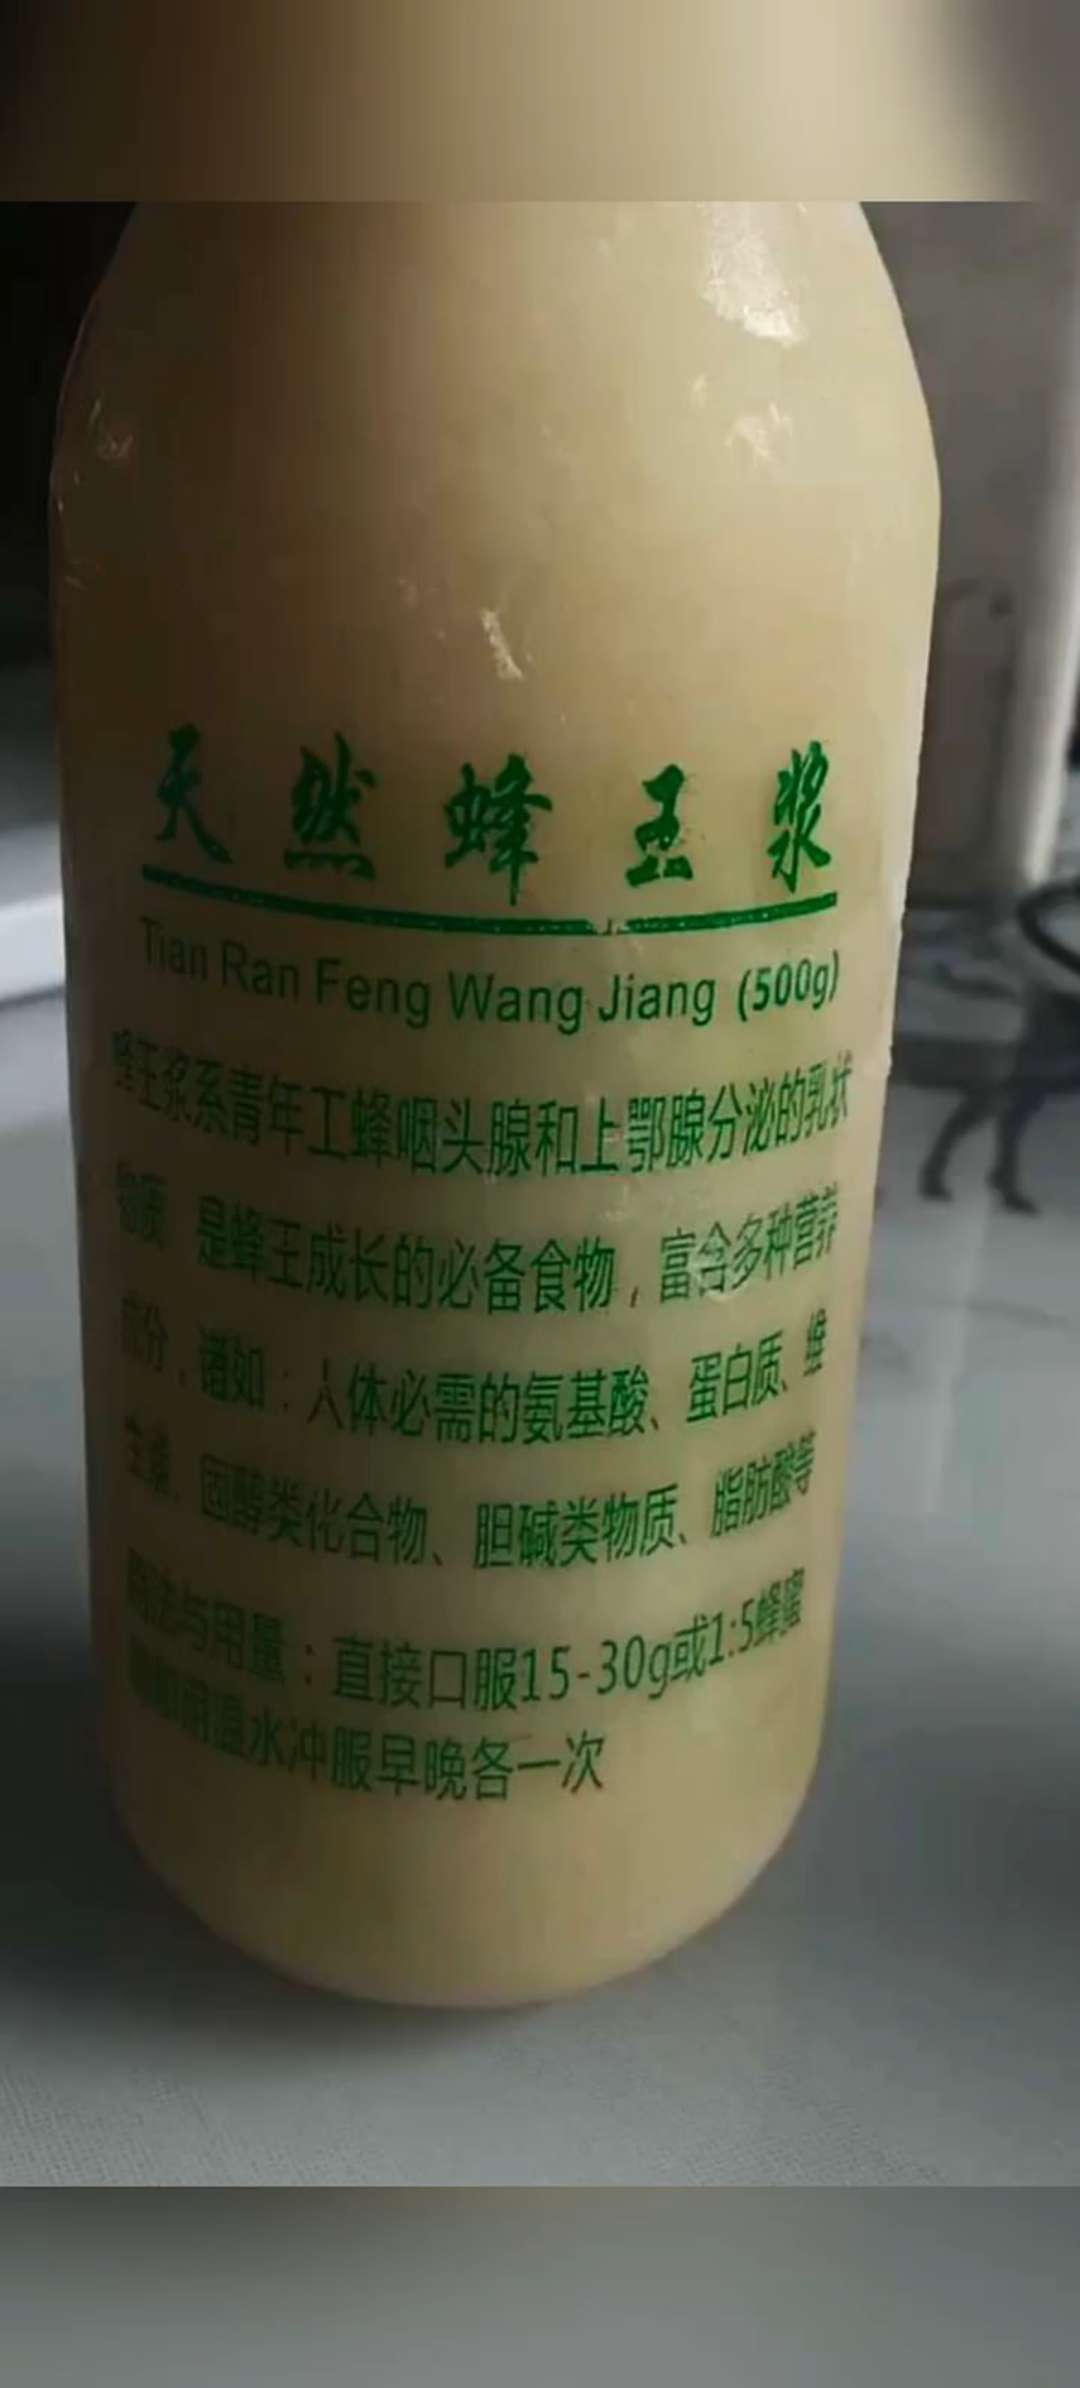 天然蜂王浆
Tian Ran Feng Wang Jiang (500g)
蜂王浆系青年工蜂咽头腺和上鄂腺分泌的乳状
物质 是蜂王成长的必备食物，富含多种营养
成分，诸如：人体必需的氨基酸、蛋白质、维
生素、固醇类化合物、胆碱类物质、脂肪酸等
服法与用量：直接口服15-30g或1:5蜂蜜
用温水冲服早晚各一次